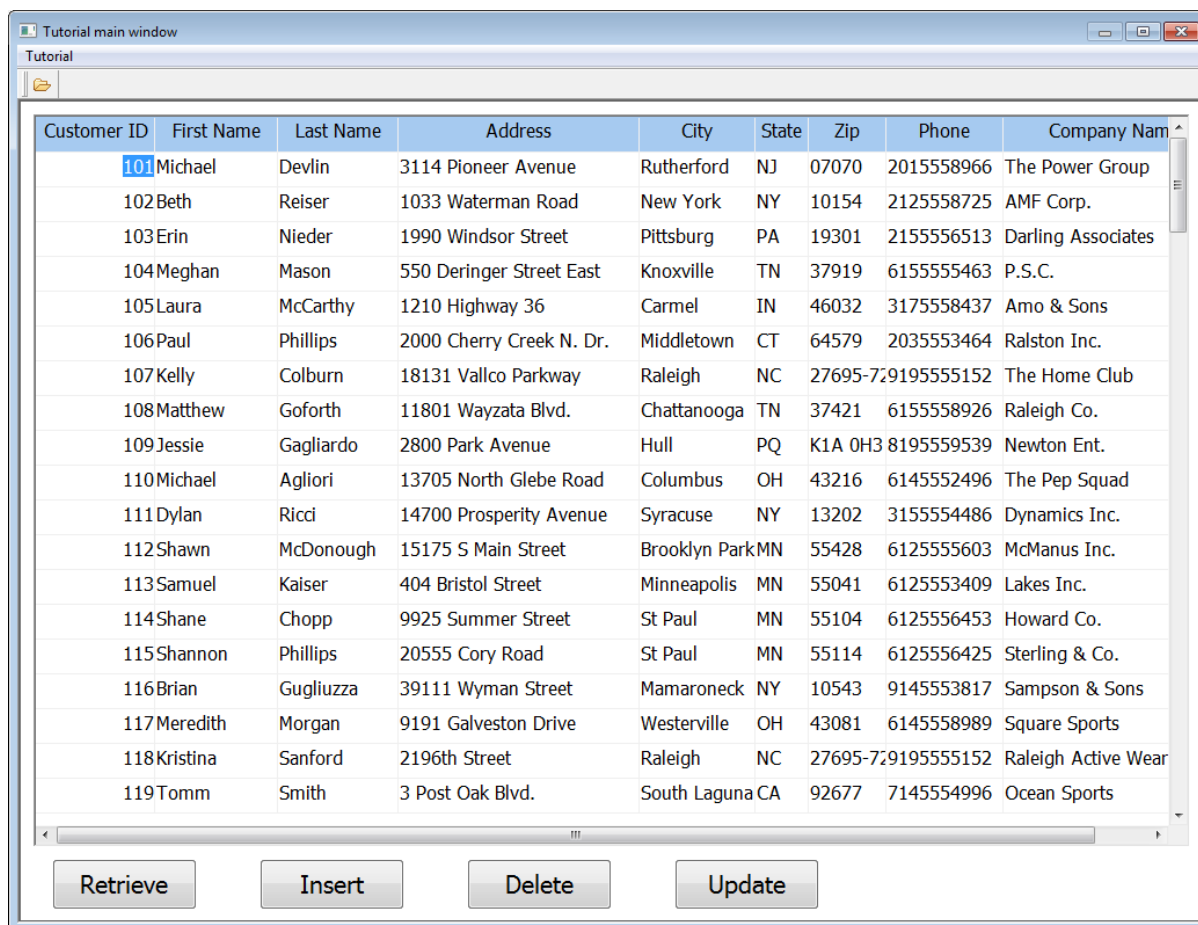 Tutorial main window
Tutorial
Customer ID First Name Last Name Address City State Zip Phone Company Nam
101 Michael Devlin 3114 Pioneer Avenue Rutherford NJ 07070 2015558966 The Power Group
102 Beth Reiser 1033 Waterman Road New York NY 10154 2125558725 AMF Corp.
103 Erin Nieder 1990 Windsor Street Pittsburg PA 19301 2155556513 Darling Associates
104 Meghan Mason 550 Deringer Street East Knoxville TN 37919 6155555463 P.S.C.
105 Laura McCarthy 1210 Highway 36 Carmel IN 46032 3175558437 Amo & Sons
106 Paul Phillips 2000 Cherry Creek N. Dr. Middletown CT 64579 2035553464 Ralston Inc.
107 Kelly Colburn 18131 Vallco Parkway Raleigh NC 27695-72 9195555152 The Home Club
108 Matthew Goforth 11801 Wayzata Blvd. Chattanooga TN 37421 6155558926 Raleigh Co.
109 Jessie Gagliardo 2800 Park Avenue Hull PQ K1A 0H3 8195559539 Newton Ent.
110 Michael Agliori 13705 North Glebe Road Columbus OH 43216 6145552496 The Pep Squad
111 Dylan Ricci 14700 Prosperity Avenue Syracuse NY 13202 3155554486 Dynamics Inc.
112 Shawn McDonough 15175 S Main Street Brooklyn Park MN 55428 6125555603 McManus Inc.
113 Samuel Kaiser 404 Bristol Street Minneapolis MN 55041 6125553409 Lakes Inc.
114 Shane Chopp 9925 Summer Street St Paul MN 55104 6125556453 Howard Co.
115 Shannon Phillips 20555 Cory Road St Paul MN 55114 6125556425 Sterling & Co.
116 Brian Gugliuzza 39111 Wyman Street Mamaroneck NY 10543 9145553817 Sampson & Sons
117 Meredith Morgan 9191 Galveston Drive Westerville OH 43081 6145558989 Square Sports
118 Kristina Sanford 2196th Street Raleigh NC 27695-72 9195555152 Raleigh Active Wear
119 Tomm Smith 3 Post Oak Blvd. South Laguna CA 92677 7145554996 Ocean Sports
Retrieve Insert Delete Update